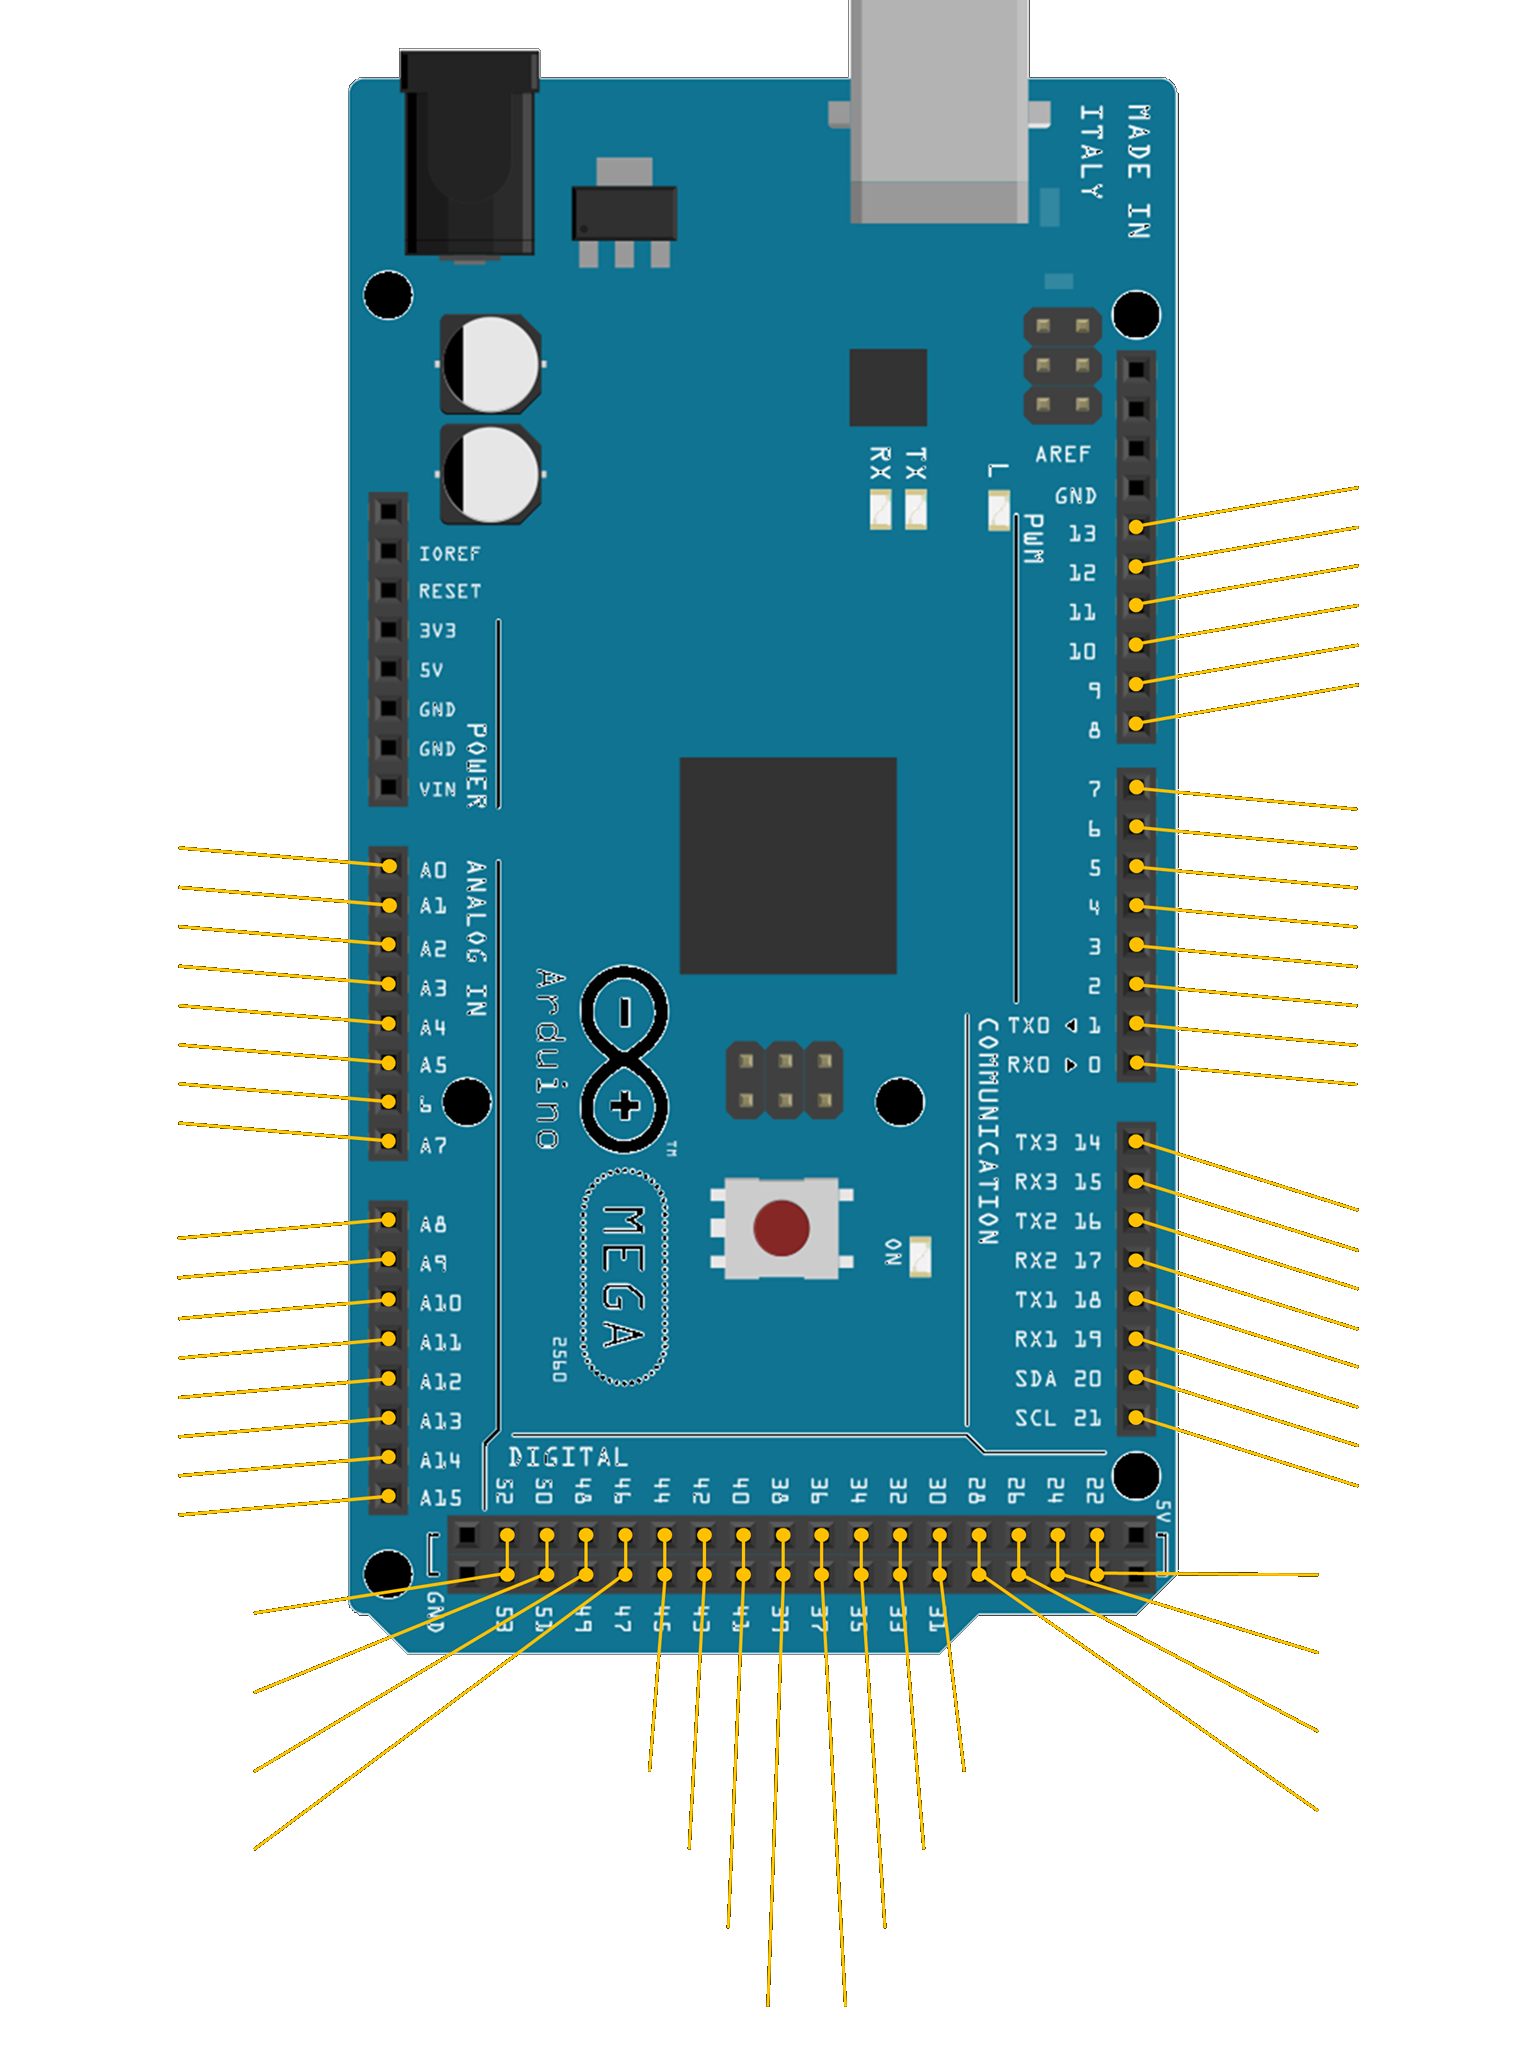 MADE IN
ITALY
RX
TX
L
AREF
GND
13
12
11
10
9
8
PWM
IOREF
RESET
3V3
5V
GND
GND
VIN
POWER
7
6
5
4
3
2
TX0 ◄ 1
RX0 ► 0
A0
A1
A2
A3
A4
A5
6
A7
ANALOG IN
Arduino
TM
COMMUNICATION
TX3 14
RX3 15
TX2 16
RX2 17
TX1 18
RX1 19
SDA 20
SCL 21
A8
A9
A10
A11
A12
A13
A14
A15
MEGA
2560
ON
DIGITAL
52 50 48 46 44 42 40 38 36 34 32 30 28 26 24 22
5V
GND
53 51 49 47 45 43 41 39 37 35 33 31